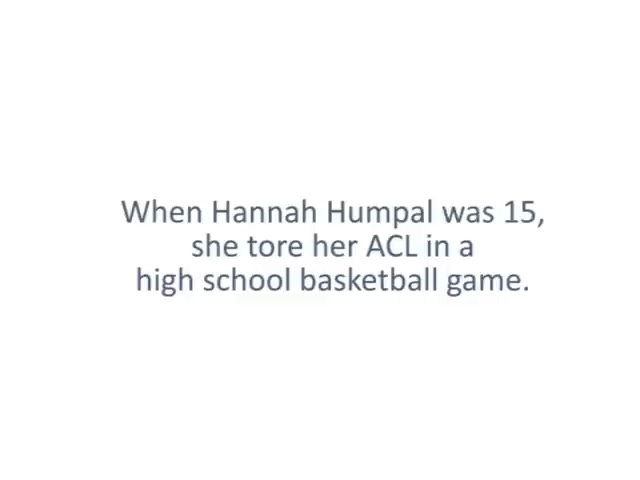 When Hannah Humpal was 15,
she tore her ACL in a
high school basketball game.